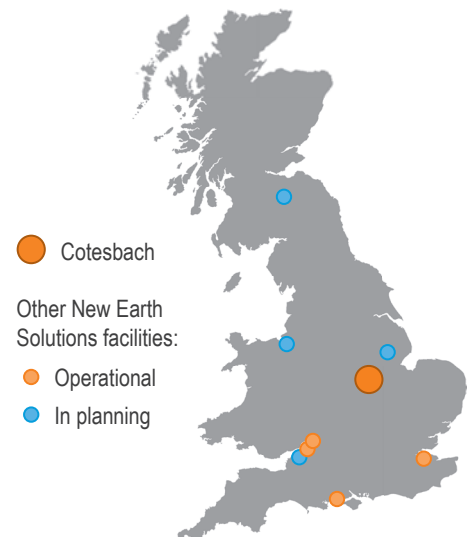 Cotesbach
Other New Earth
Solutions facilities:
Operational
In planning